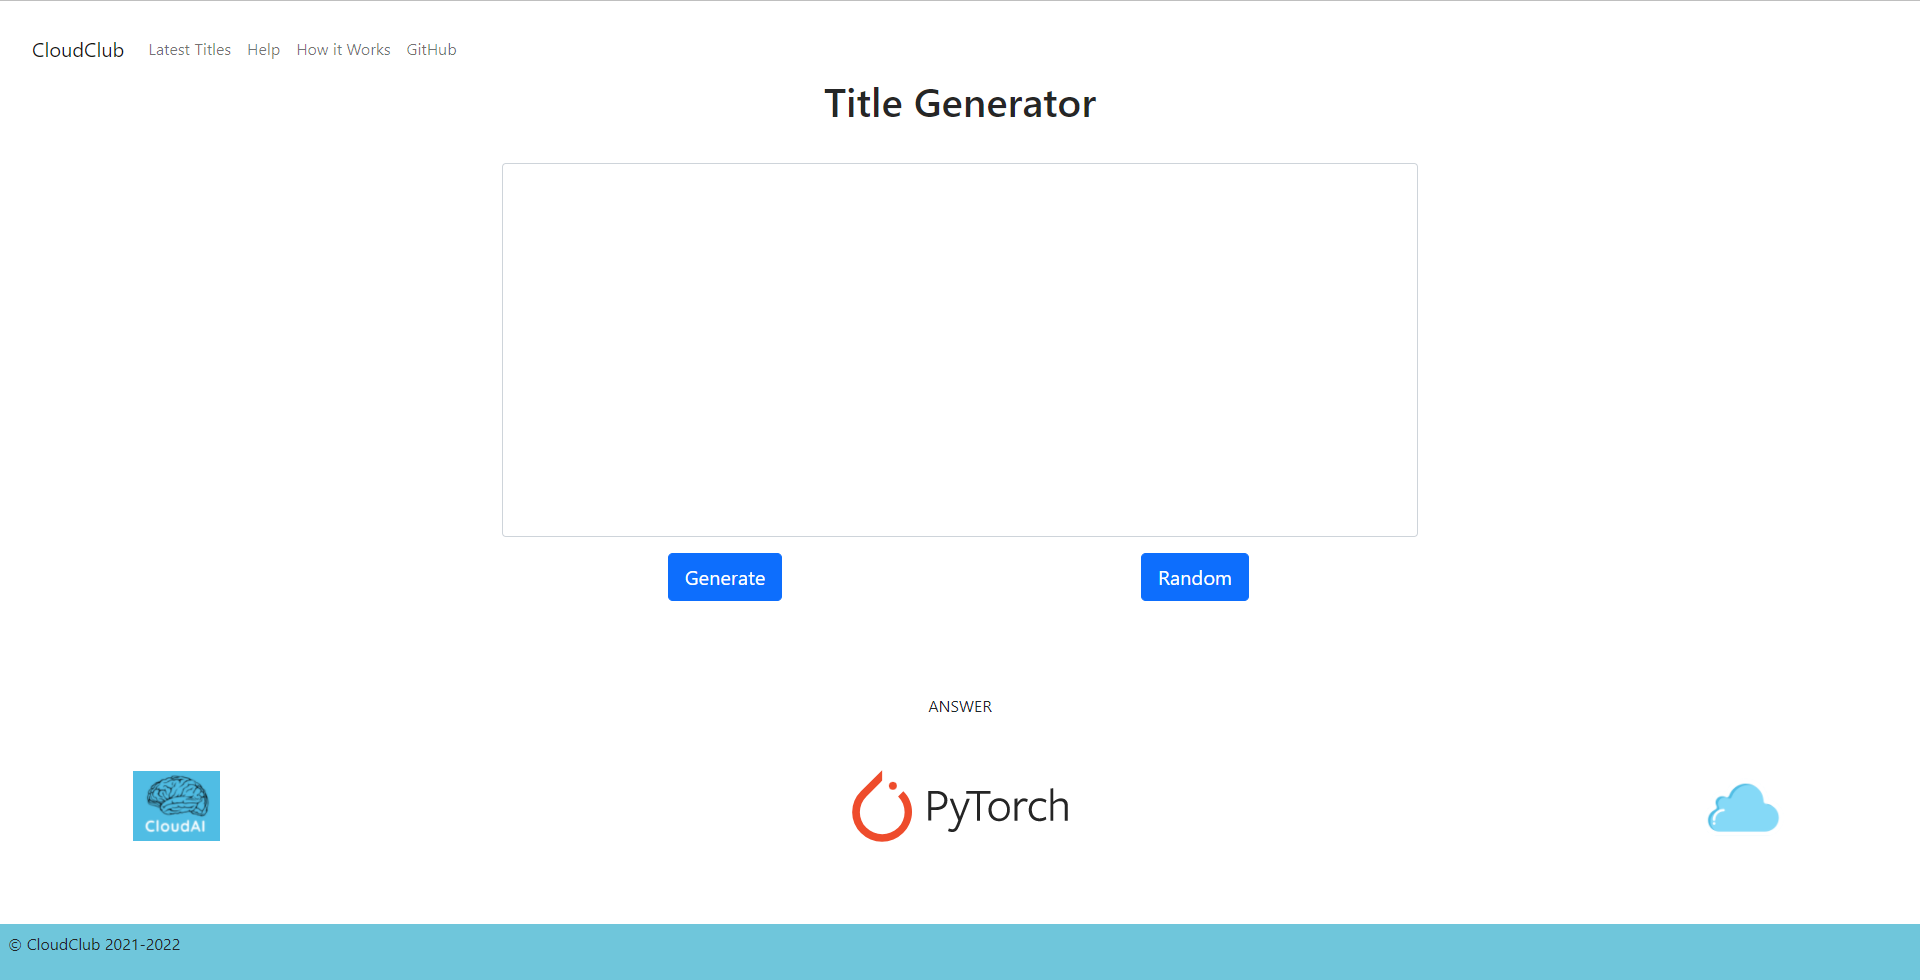 CloudClub Latest Titles Help How it Works GitHub
Title Generator
Generate Random
ANSWER
CloudAI
PyTorch
© CloudClub 2021-2022